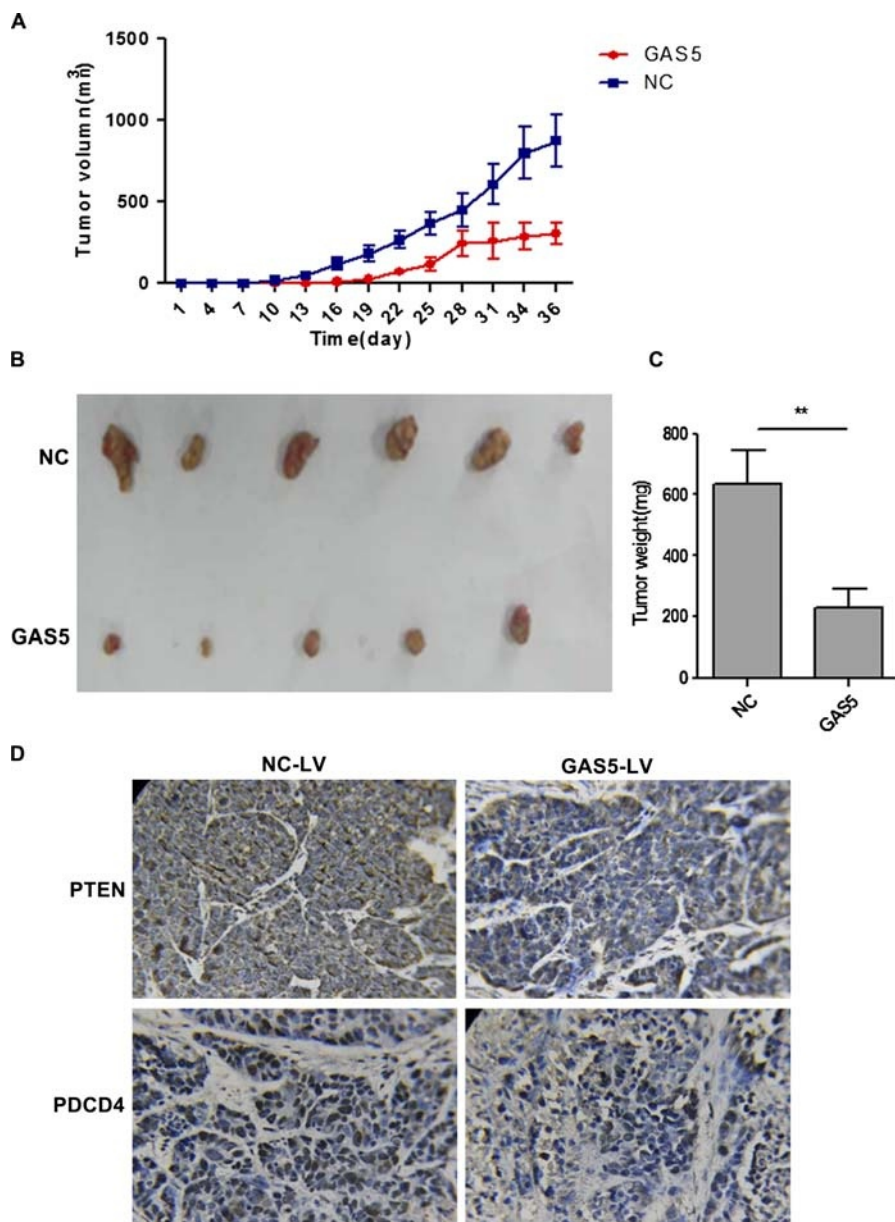 A
1500
1000
500
0
Tumor volumn(mm3)
1 4 7 10 13 16 19 22 25 28 31 34 36
Time(day)
GAS5
NC
B
NC
GAS5
C
**
800
600
400
200
0
Tumor weight(mg)
NC
GAS5
D
NC-LV GAS5-LV
PTEN
PDCD4